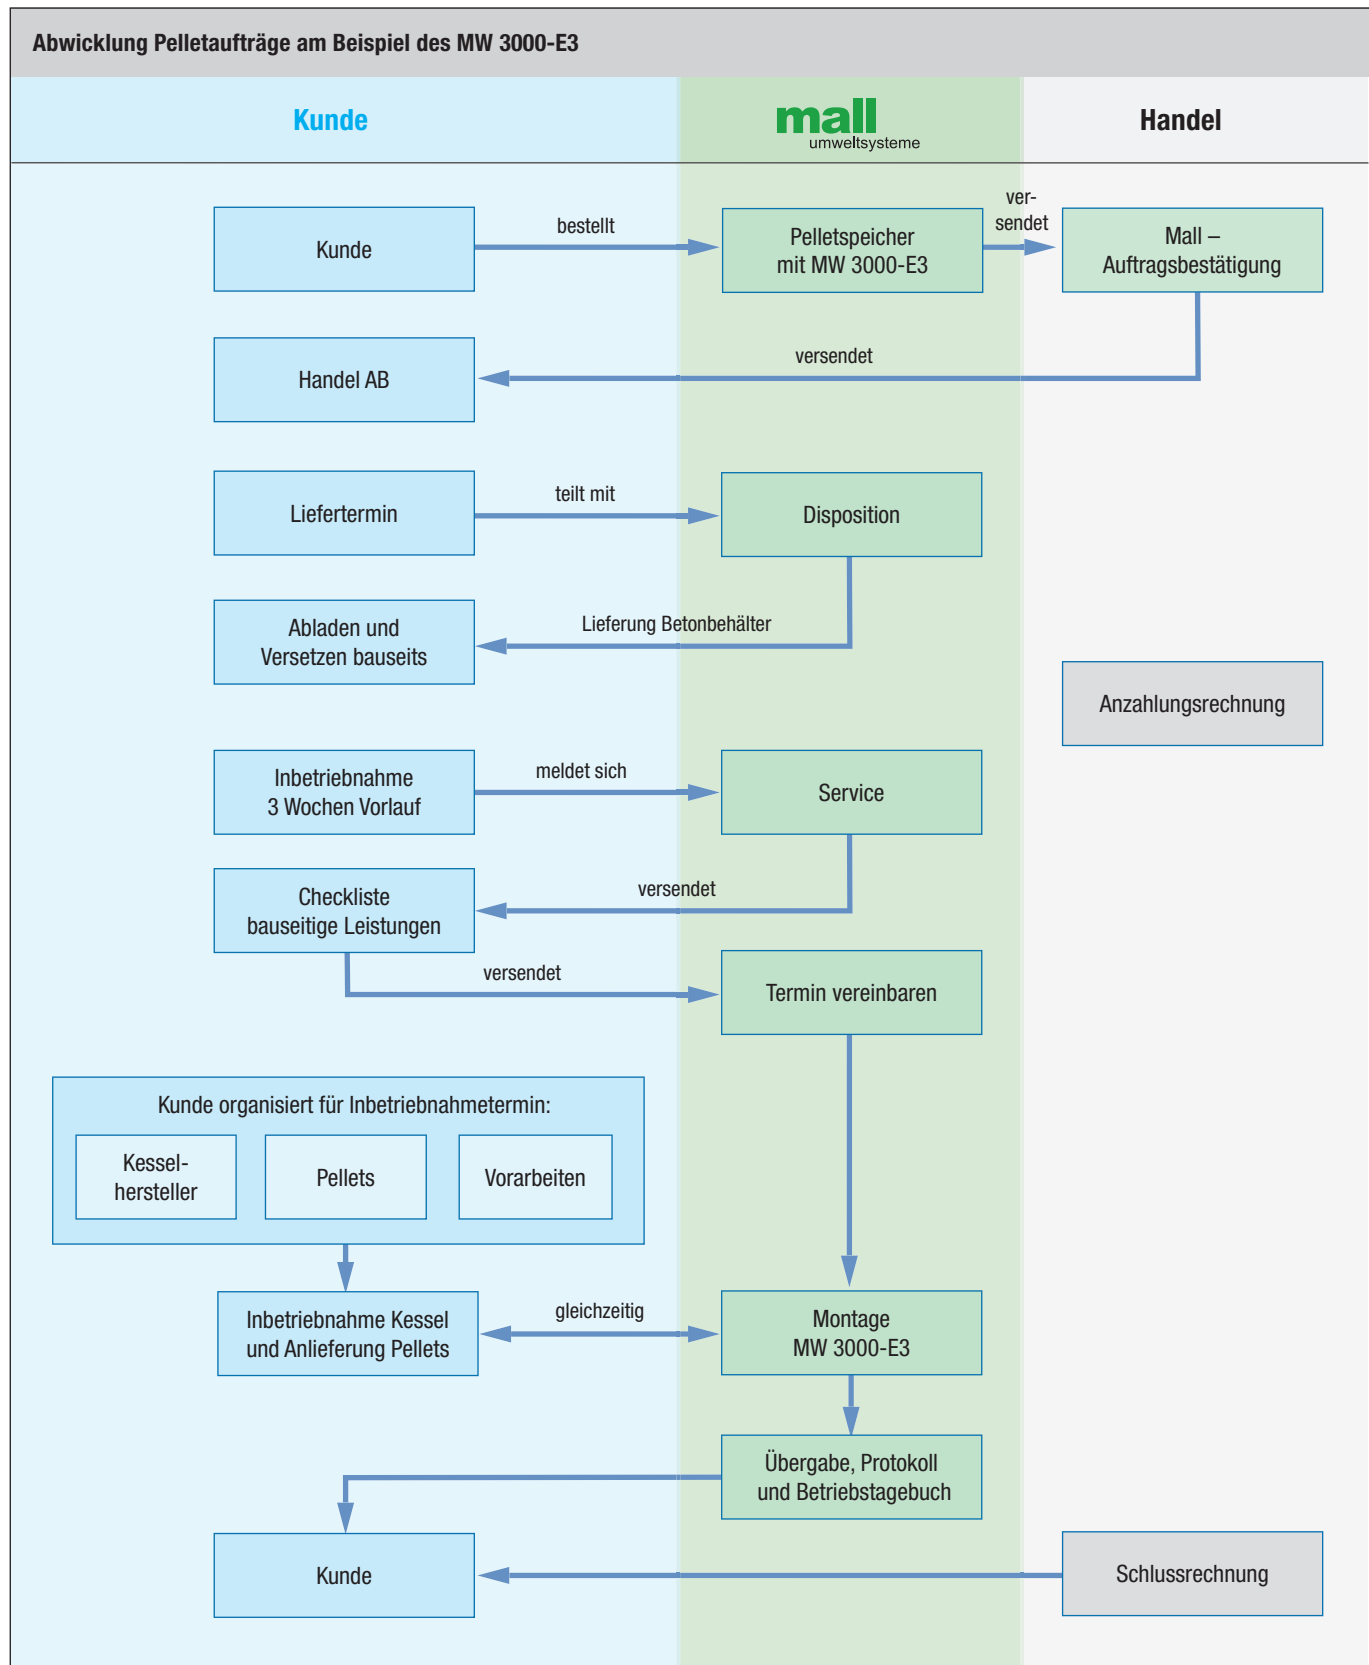 Abwicklung Pelletaufträge am Beispiel des MW 3000-E3
Kunde
mall
umweltsysteme
Handel
Kunde
bestellt
Pelletspeicher
mit MW 3000-E3
ver-
sendet
Mall –
Auftragsbestätigung
Handel AB
versendet
Liefertermin
teilt mit
Disposition
Abladen und
Versetzen bauseits
Lieferung Betonbehälter
Anzahlungsrechnung
Inbetriebnahme
3 Wochen Vorlauf
meldet sich
Service
Checkliste
bauseitige Leistungen
versendet
versendet
Termin vereinbaren
Kunde organisiert für Inbetriebnahmetermin:
Kessel-
hersteller
Pellets
Vorarbeiten
Inbetriebnahme Kessel
und Anlieferung Pellets
gleichzeitig
Montage
MW 3000-E3
Übergabe, Protokoll
und Betriebstagebuch
Kunde
Schlussrechnung